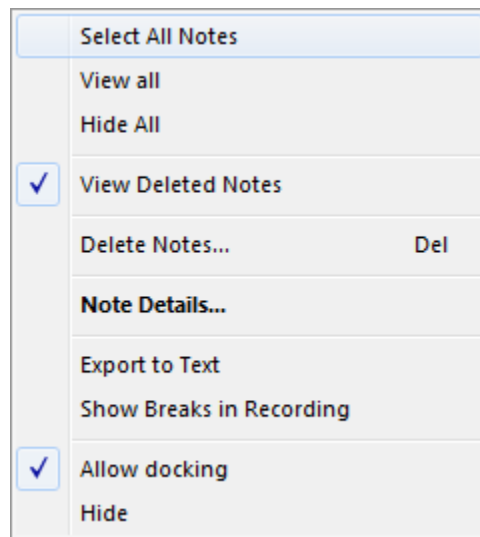 Select All Notes
View all
Hide All
View Deleted Notes
Delete Notes... Del
Note Details...
Export to Text
Show Breaks in Recording
Allow docking
Hide